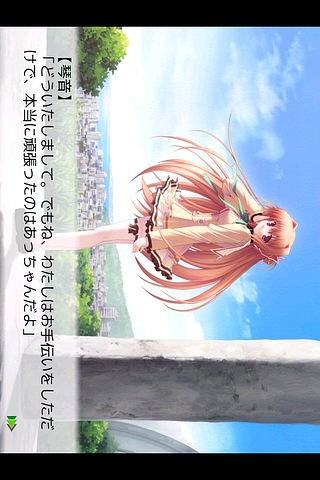 【琴音】
「どういたしまして。でもね、わたしはお手伝いをしただ
けで、本当に頑張ったのはあっちゃんだよ」